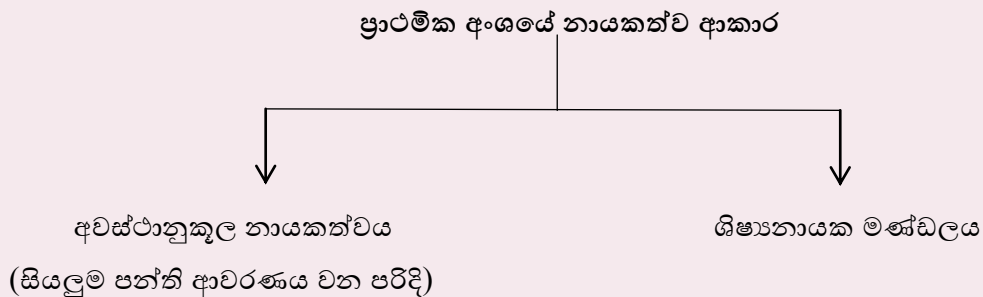 ප්‍රාථමික අංශයේ නායකත්ව ආකාර
අවස්ථානුකූල නායකත්වය
(සියලුම පන්ති ආවරණය වන පරිදි)
ශිෂ්‍යනායක මණ්ඩලය